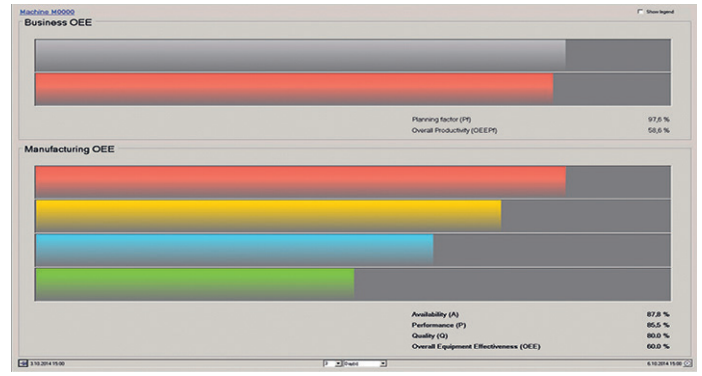 Machine M0000
Show legend
Business OEE
Planning factor (Pf) 97,6 %
Overall Productivity (OEEPf) 58,6 %
Manufacturing OEE
Availability (A) 87,8 %
Performance (P) 85,5 %
Quality (Q) 80.0 %
Overall Equipment Effectiveness (OEE) 60.0 %
3.10.2014 15:00 3 6.10.2014 15:00